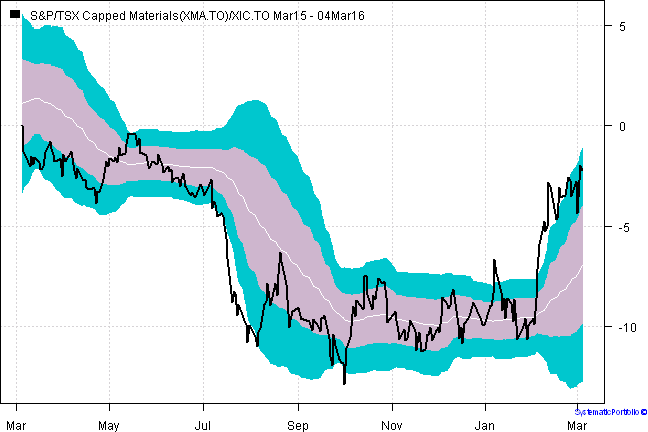 S&P/TSX Capped Materials(XMA.TO)/XIC.TO Mar15 - 04Mar16
5
0
-5
-10
Mar May Jul Sep Nov Jan Mar
SystematicPortfolio ©